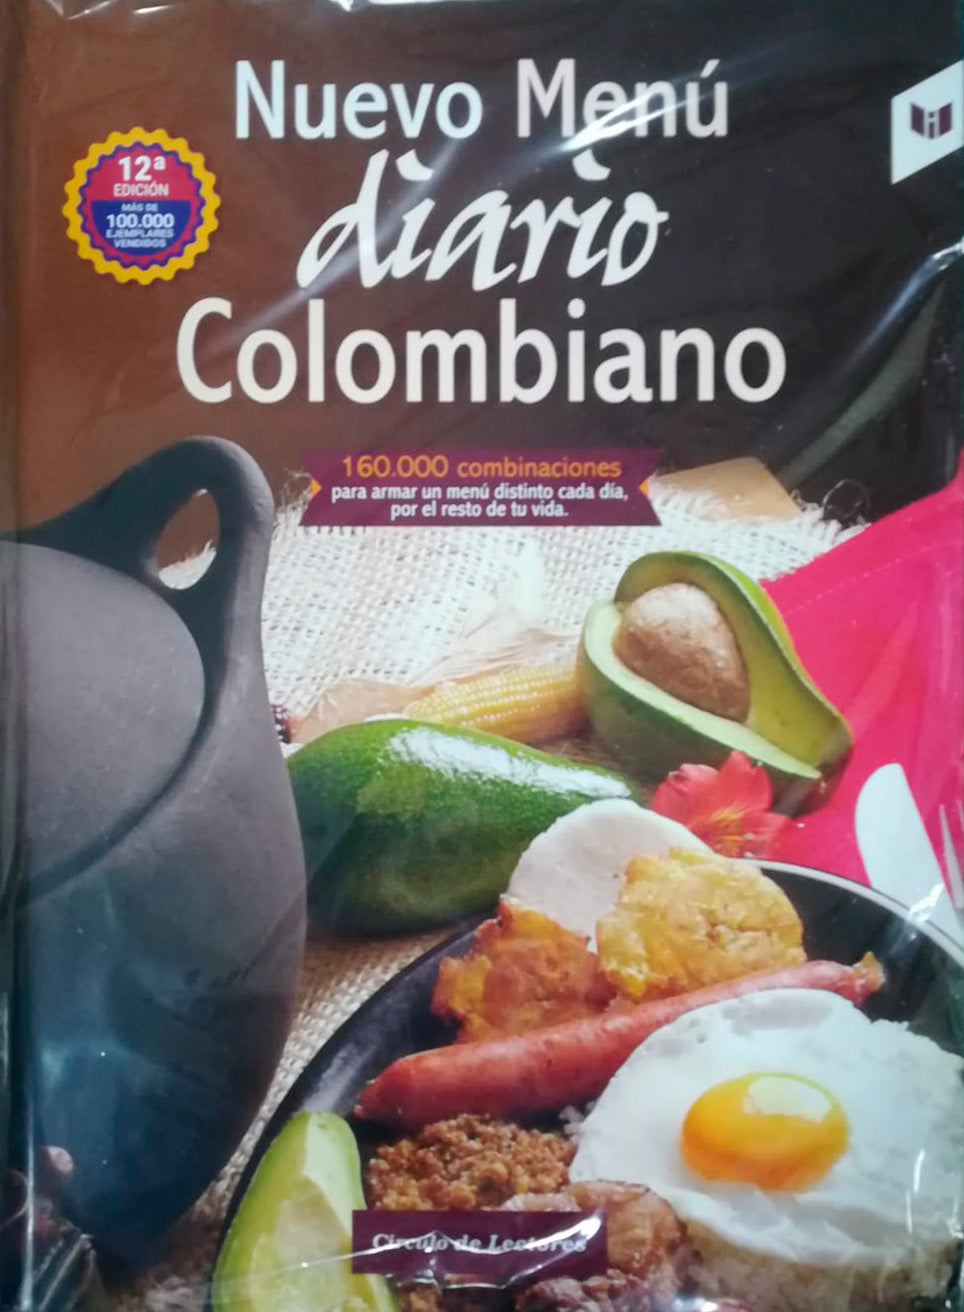 Nuevo Menú
diario
Colombiano
12ª
EDICIÓN
MÁS DE
100.000
EJEMPLARES
VENDIDOS
160.000 combinaciones
para armar un menú distinto cada día,
por el resto de tu vida.
Círculo de Lectores